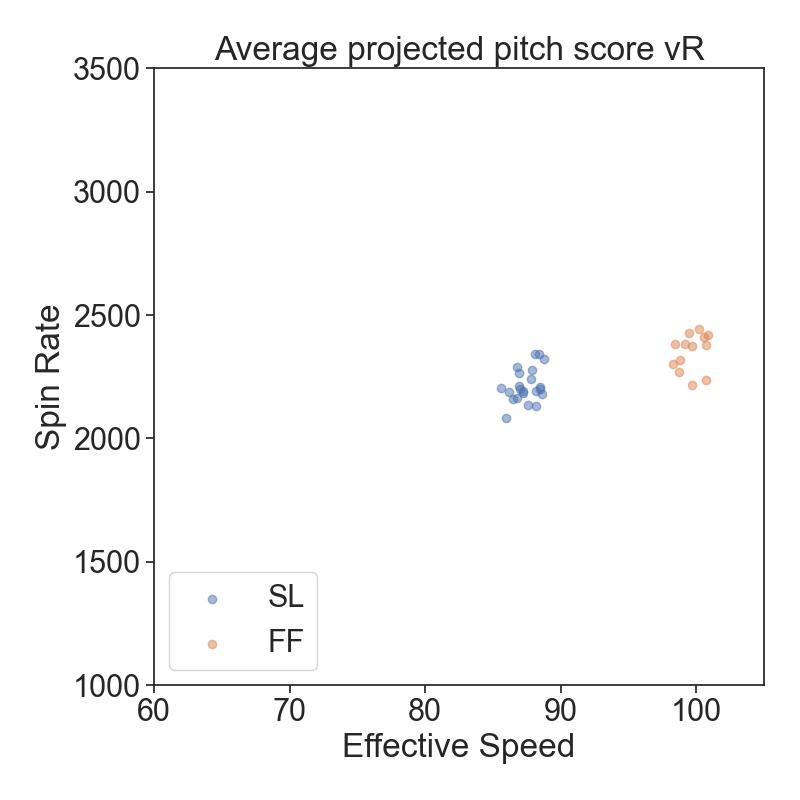 Average projected pitch score vR
3500
3000
2500
2000
1500
1000
Spin Rate
SL
FF
60 70 80 90 100
Effective Speed